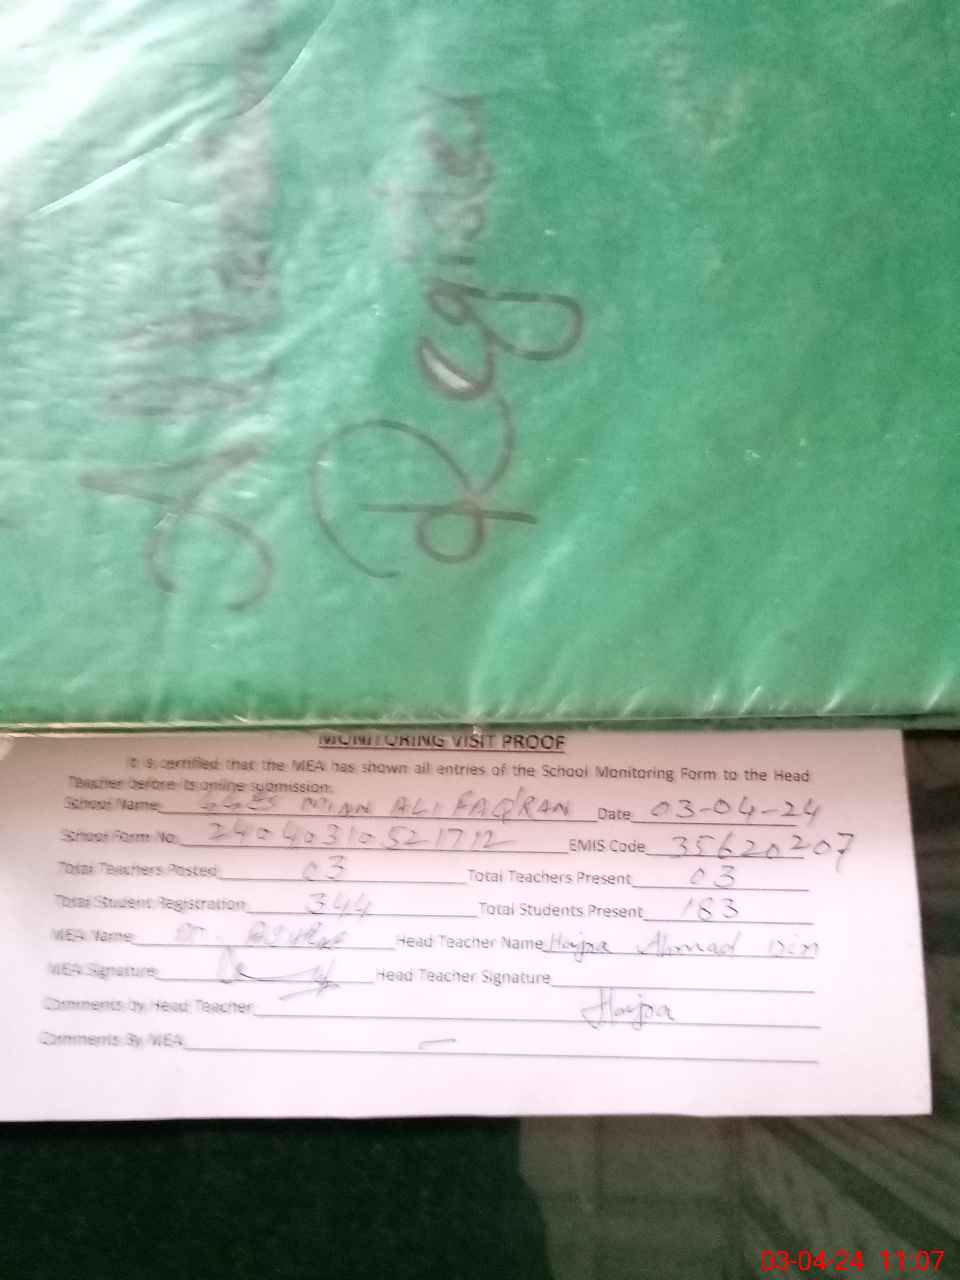 Attendance
Register
MONITORING VISIT PROOF
It is certified that the MEA has shown all entries of the School Monitoring Form to the Head
Teacher before its online submission.
School Name GGES MIAN ALI FAQIRAN Date 03-04-24
School Form No. 2404031052 1712 EMIS Code 35620207
Total Teachers Posted 03 Total Teachers Present 03
Total Student Registration 344 Total Students Present 183
MEA Name Head Teacher Name Hajra Ahmad Din
MEA Signature Head Teacher Signature
Comments by Head Teacher Hajra
Comments By MEA
03-04-24 11:07